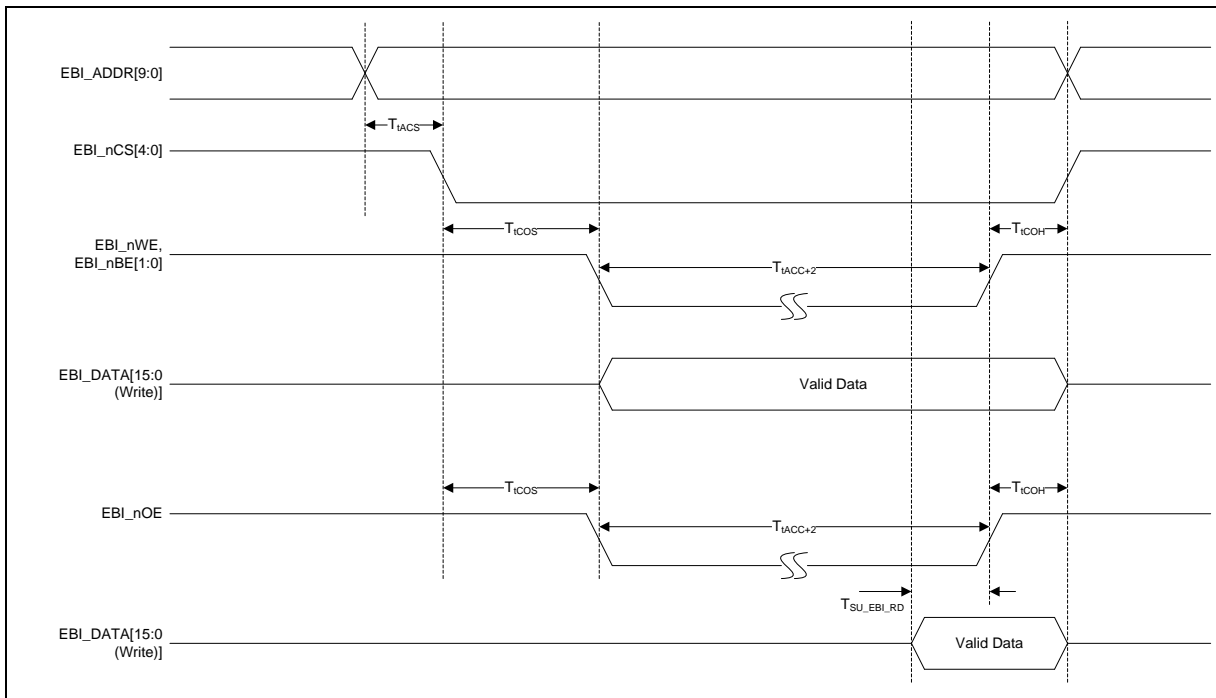 EBI_ADDR[9:0]
TtACS
EBI_nCS[4:0]
TtCOS
TtCOH
EBI_nWE,
EBI_nBE[1:0]
TtACC+2
EBI_DATA[15:0
(Write)]
Valid Data
TtCOS
TtCOH
EBI_nOE
TtACC+2
TSU_EBI_RD
EBI_DATA[15:0
(Write)]
Valid Data